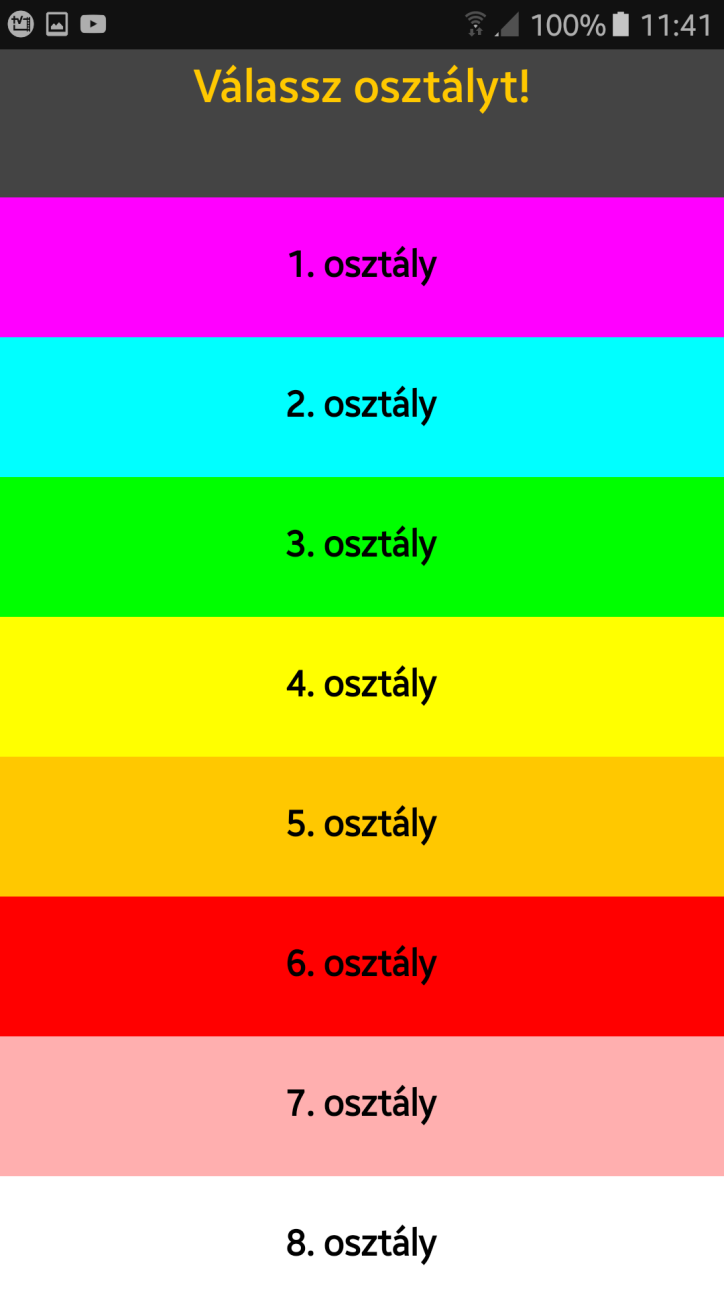 100% 11:41
Válassz osztályt!
1. osztály
2. osztály
3. osztály
4. osztály
5. osztály
6. osztály
7. osztály
8. osztály